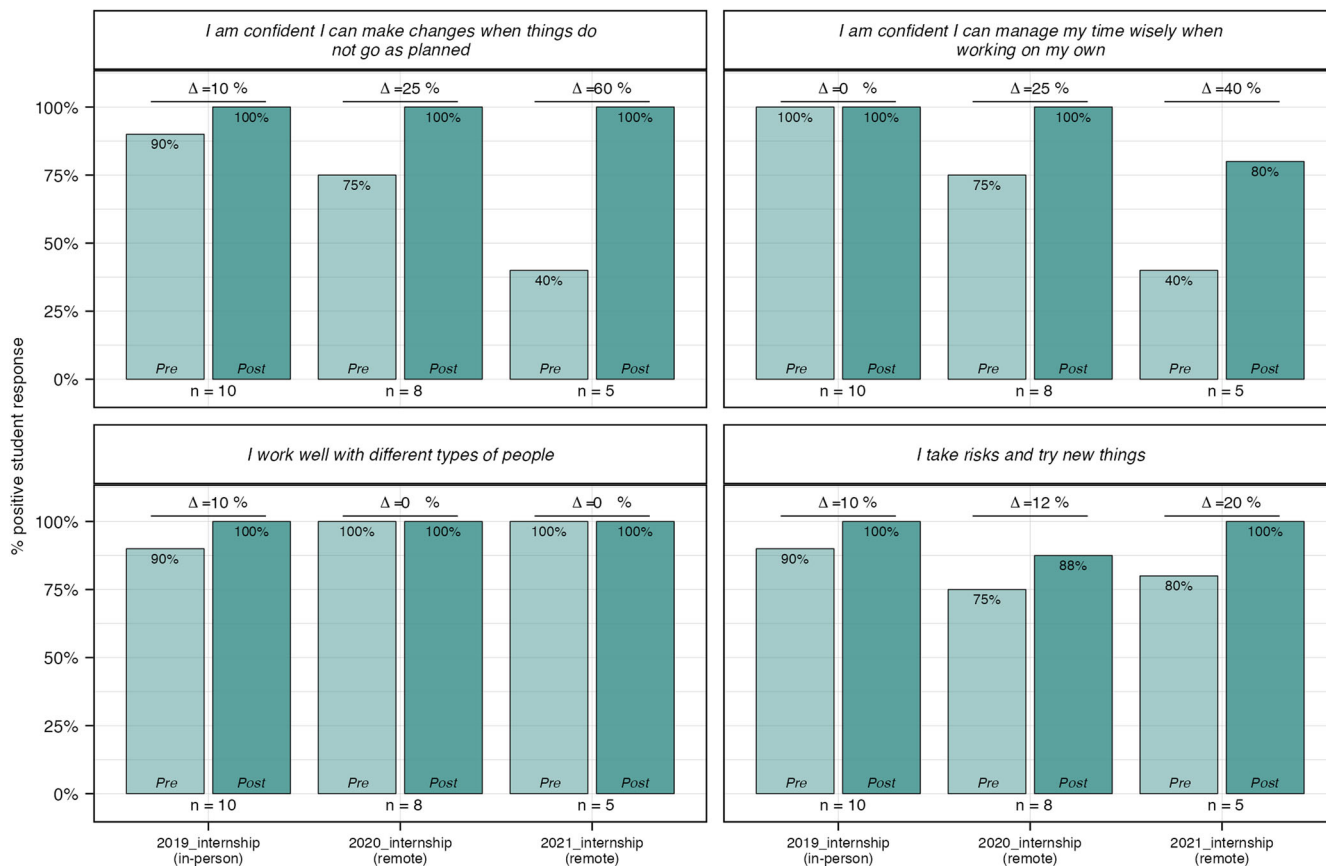 I am confident I can make changes when things do
not go as planned
I am confident I can manage my time wisely when
working on my own
% positive student response
Δ =10 %
Δ =25 %
Δ =60 %
100%
75%
50%
25%
0%
90%
100%
75%
100%
40%
100%
Pre
Post
Pre
Post
Pre
Post
n = 10
n = 8
n = 5
Δ =0 %
Δ =25 %
Δ =40 %
100%
100%
75%
100%
40%
80%
Pre
Post
Pre
Post
Pre
Post
n = 10
n = 8
n = 5
I work well with different types of people
I take risks and try new things
Δ =10 %
Δ =0 %
Δ =0 %
100%
75%
50%
25%
0%
90%
100%
100%
100%
100%
100%
Pre
Post
Pre
Post
Pre
Post
n = 10
n = 8
n = 5
Δ =10 %
Δ =12 %
Δ =20 %
90%
100%
75%
88%
80%
100%
Pre
Post
Pre
Post
Pre
Post
n = 10
n = 8
n = 5
2019_internship
(in-person)
2020_internship
(remote)
2021_internship
(remote)
2019_internship
(in-person)
2020_internship
(remote)
2021_internship
(remote)